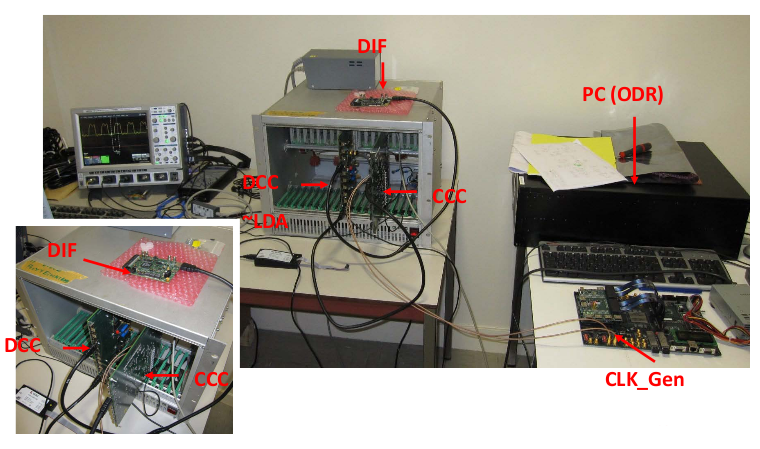 DIF
PC (ODR)
DCC
~LDA
CCC
DIF
DCC
CCC
CLK_Gen